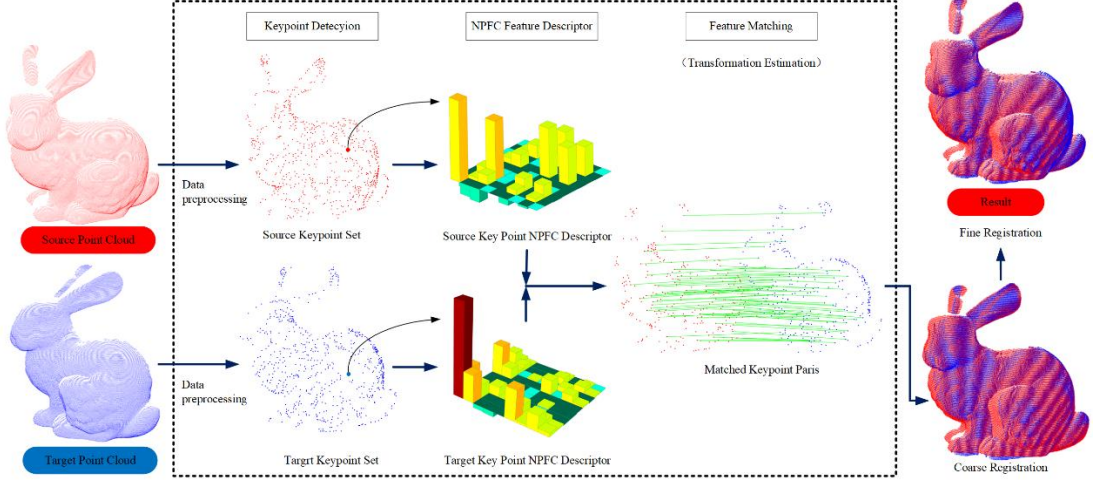 Keypoint Detecyion
NPFC Feature Descriptor
Feature Matching
（Transformation Estimation）
Data
preprocessing
Source Point Cloud
Source Keypoint Set
Source Key Point NPFC Descriptor
Result
Fine Registration
Data
preprocessing
Matched Keypoint Paris
Target Point Cloud
Targrt Keypoint Set
Target Key Point NPFC Descriptor
Coarse Registration